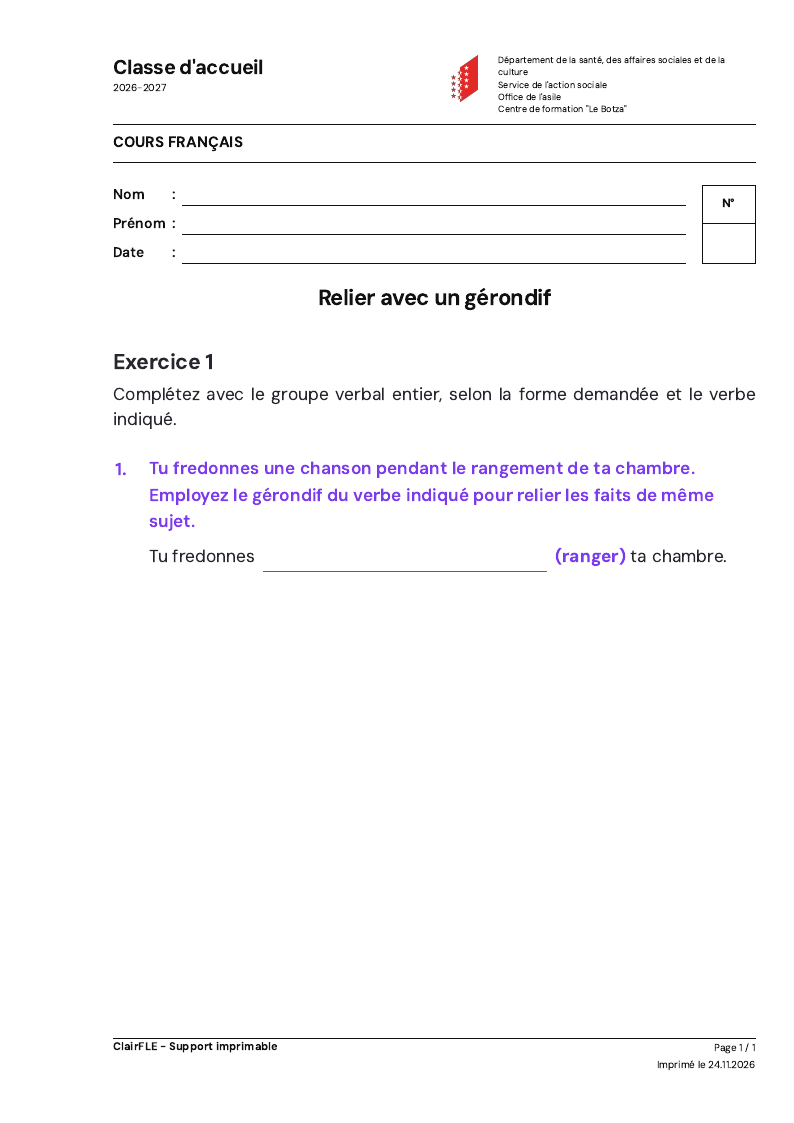 Classe d'accueil
2026-2027
Département de la santé, des affaires sociales et de la
culture
Service de l'action sociale
Office de l'asile
Centre de formation "Le Botza"
COURS FRANÇAIS
Nom :
Prénom :
Date :
N°
Relier avec un gérondif
Exercice 1
Complétez avec le groupe verbal entier, selon la forme demandée et le verbe
indiqué.
1. Tu fredonnes une chanson pendant le rangement de ta chambre.
Employez le gérondif du verbe indiqué pour relier les faits de même
sujet.
Tu fredonnes (ranger) ta chambre.
ClairFLE - Support imprimable
Page 1 / 1
Imprimé le 24.11.2026